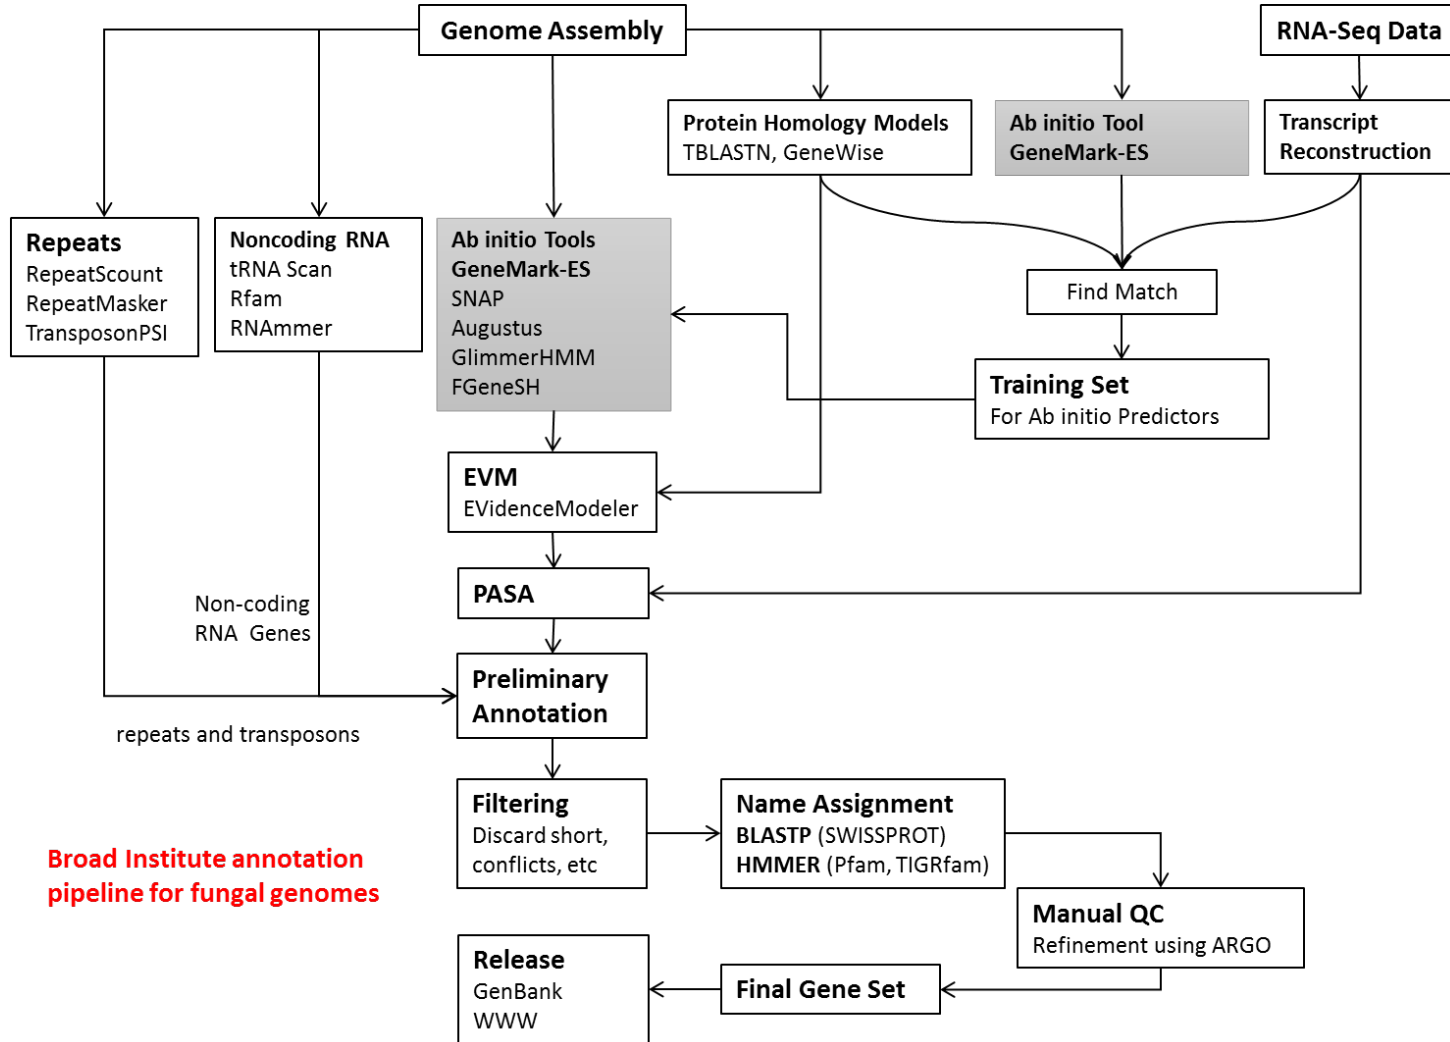 Genome Assembly
RNA-Seq Data
Protein Homology Models
TBLASTN, GeneWise
Ab initio Tool
GeneMark-ES
Transcript
Reconstruction
Repeats
RepeatScount
RepeatMasker
TransposonPSI
Noncoding RNA
tRNA Scan
Rfam
RNAmmer
Ab initio Tools
GeneMark-ES
SNAP
Augustus
GlimmerHMM
FGeneSH
Find Match
Training Set
For Ab initio Predictors
EVM
EVidenceModeler
PASA
Non-coding
RNA Genes
Preliminary
Annotation
repeats and transposons
Filtering
Discard short,
conflicts, etc
Name Assignment
BLASTP (SWISSPROT)
HMMER (Pfam, TIGRfam)
Broad Institute annotation
pipeline for fungal genomes
Manual QC
Refinement using ARGO
Release
GenBank
WWW
Final Gene Set